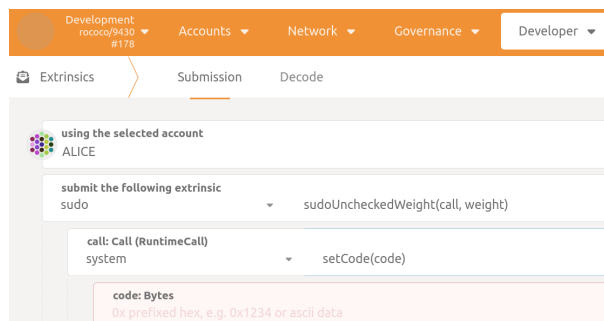 Development
rococo/9430
#178
Accounts
Network
Governance
Developer
Extrinsics
Submission
Decode
using the selected account
ALICE
submit the following extrinsic
sudo
sudoUncheckedWeight(call, weight)
call: Call (RuntimeCall)
system
setCode(code)
code: Bytes
0x prefixed hex, e.g. 0x1234 or ascii data